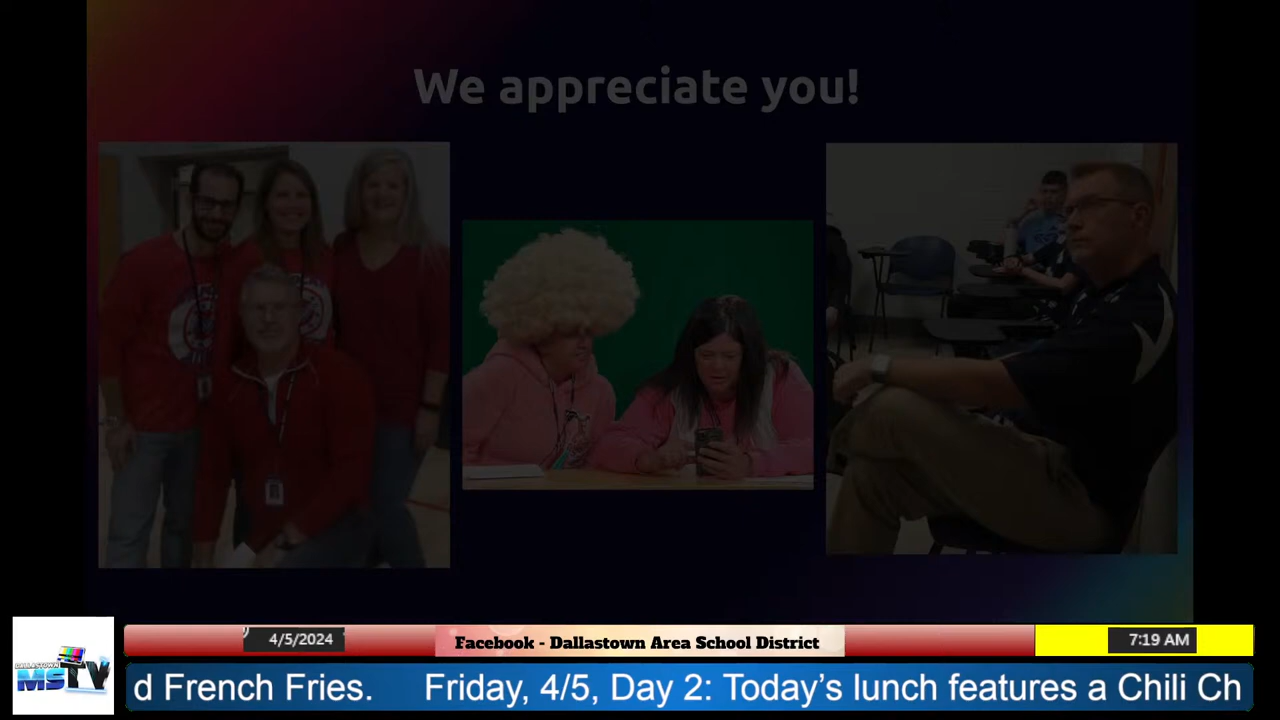 We appreciate you!
4/5/2024
Facebook - Dallastown Area School District
7:19 AM
DALLASTOWN
MSTV
d French Fries. Friday, 4/5, Day 2: Today’s lunch features a Chili Ch